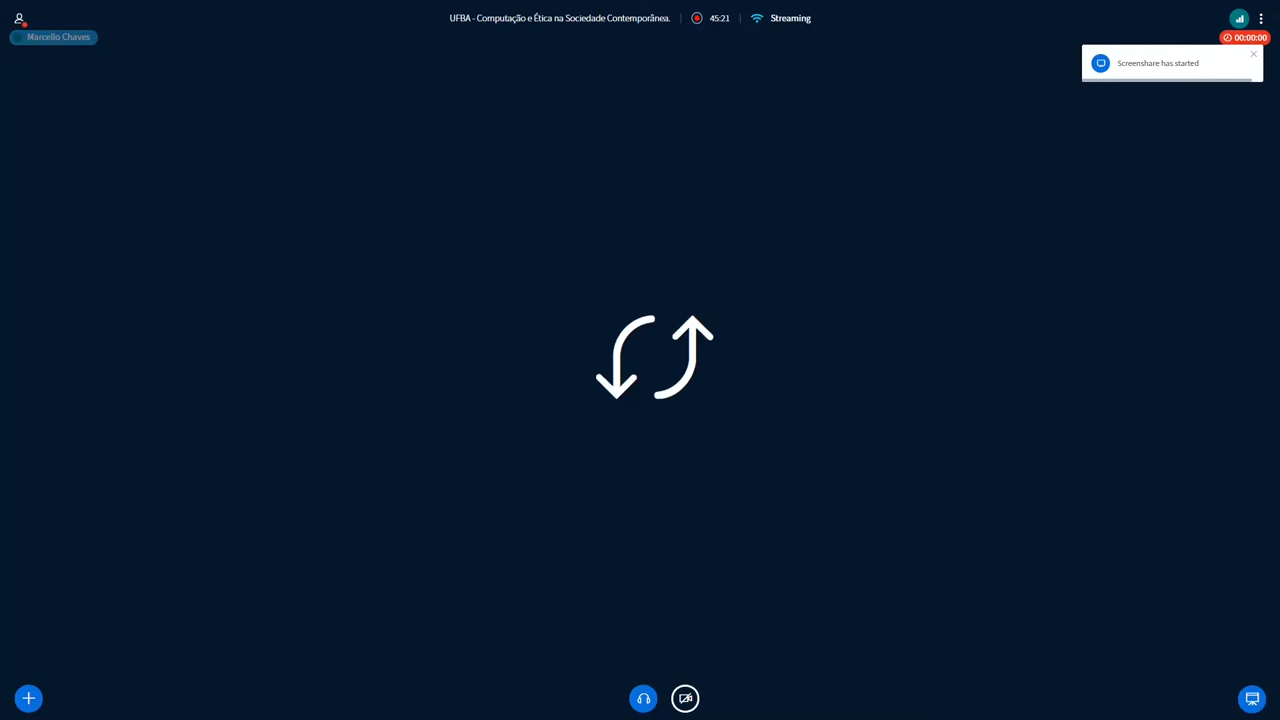 UFBA - Computação e Ética na Sociedade Contemporânea.
45:21
Streaming
Marcello Chaves
00:00:00
Screenshare has started